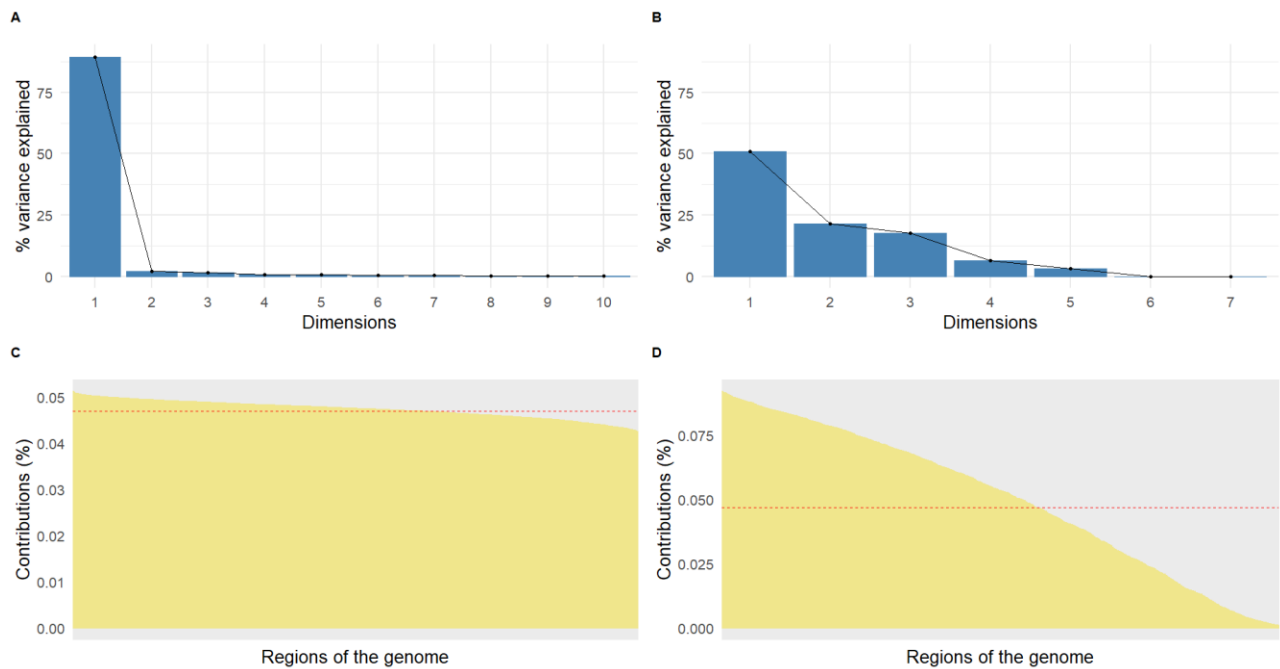 A
% variance explained
75
50
25
0
1 2 3 4 5 6 7 8 9 10
Dimensions
B
% variance explained
75
50
25
0
1 2 3 4 5 6 7
Dimensions
C
Contributions (%)
0.05
0.04
0.03
0.02
0.01
0.00
Regions of the genome
D
Contributions (%)
0.075
0.050
0.025
0.000
Regions of the genome